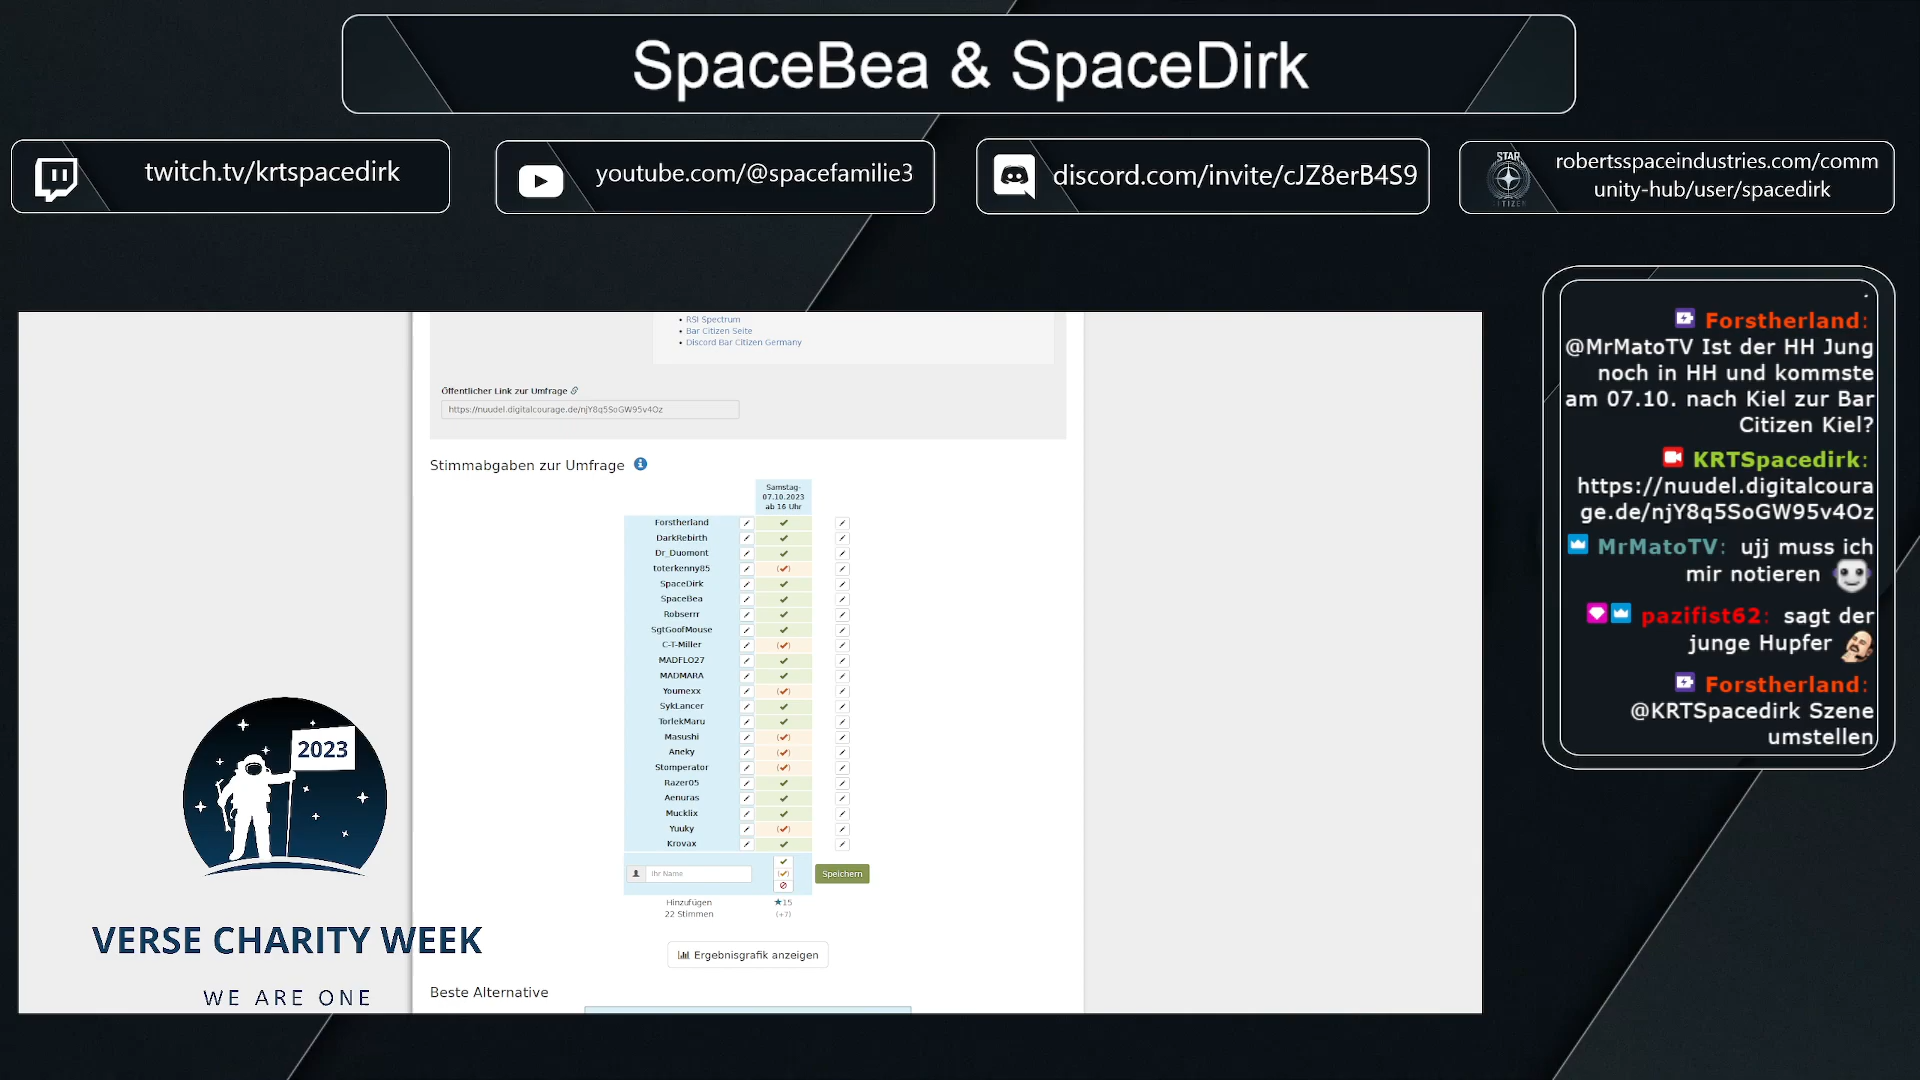 SpaceBea & SpaceDirk
twitch.tv/krtspacedirk
youtube.com/@spacefamilie3
discord.com/invite/cJZ8erB4S9
STAR
CITIZEN
robertsspaceindustries.com/comm
unity-hub/user/spacedirk
RSI Spectrum
Bar Citizen Seite
Discord Bar Citizen Germany
Öffentlicher Link zur Umfrage
https://nuudel.digitalcourage.de/njY8q5SoGW95v4Oz
Stimmabgaben zur Umfrage
Samstag-
07.10.2023
ab 16 Uhr
Forstherland
DarkRebirth
Dr_Duomont
toterkenny85
SpaceDirk
SpaceBea
Robserrr
SgtGoofMouse
C-T-Miller
MADFLO27
MADMARA
Youmexx
SykLancer
TorlekMaru
Masushi
Aneky
Stomperator
Razer05
Aenuras
Mucklix
Yuuky
Krovax
Ihr Name
Speichern
Hinzufügen
22 Stimmen
★15
(+7)
Ergebnisgrafik anzeigen
Beste Alternative
2023
VERSE CHARITY WEEK
WE ARE ONE
Forstherland:
@MrMatoTV Ist der HH Jung
noch in HH und kommste
am 07.10. nach Kiel zur Bar
Citizen Kiel?
KRTSpacedirk:
https://nuudel.digitalcoura
ge.de/njY8q5SoGW95v4Oz
MrMatoTV: ujj muss ich
mir notieren
pazifist62: sagt der
junge Hupfer
Forstherland:
@KRTSpacedirk Szene
umstellen